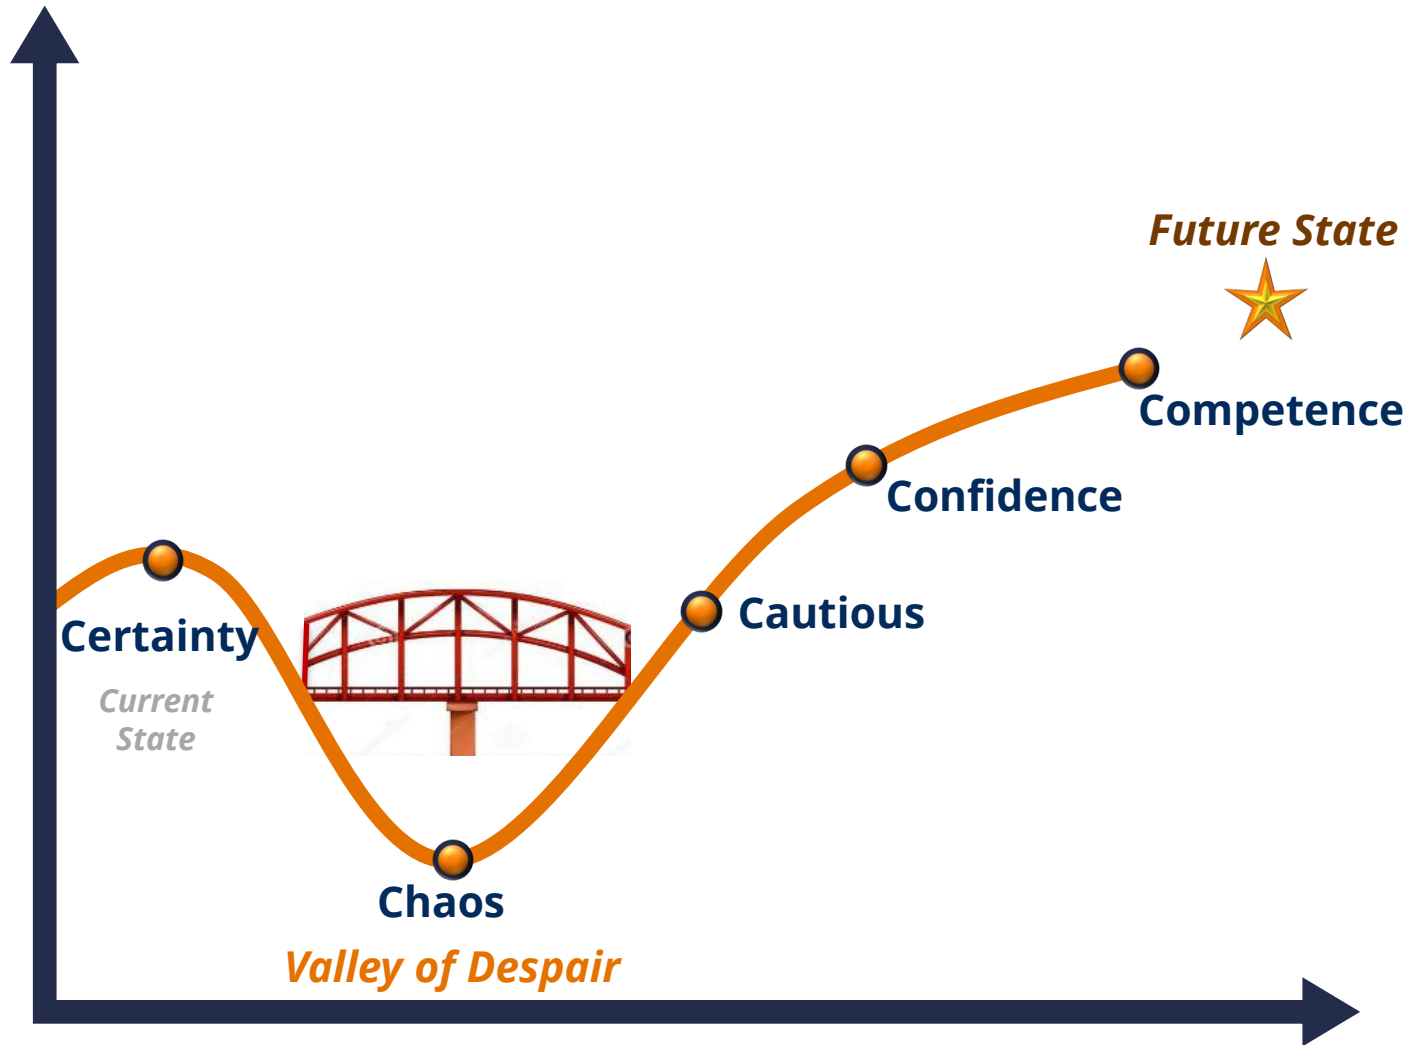 Future State
Competence
Confidence
Cautious
Certainty
Current
State
Chaos
Valley of Despair